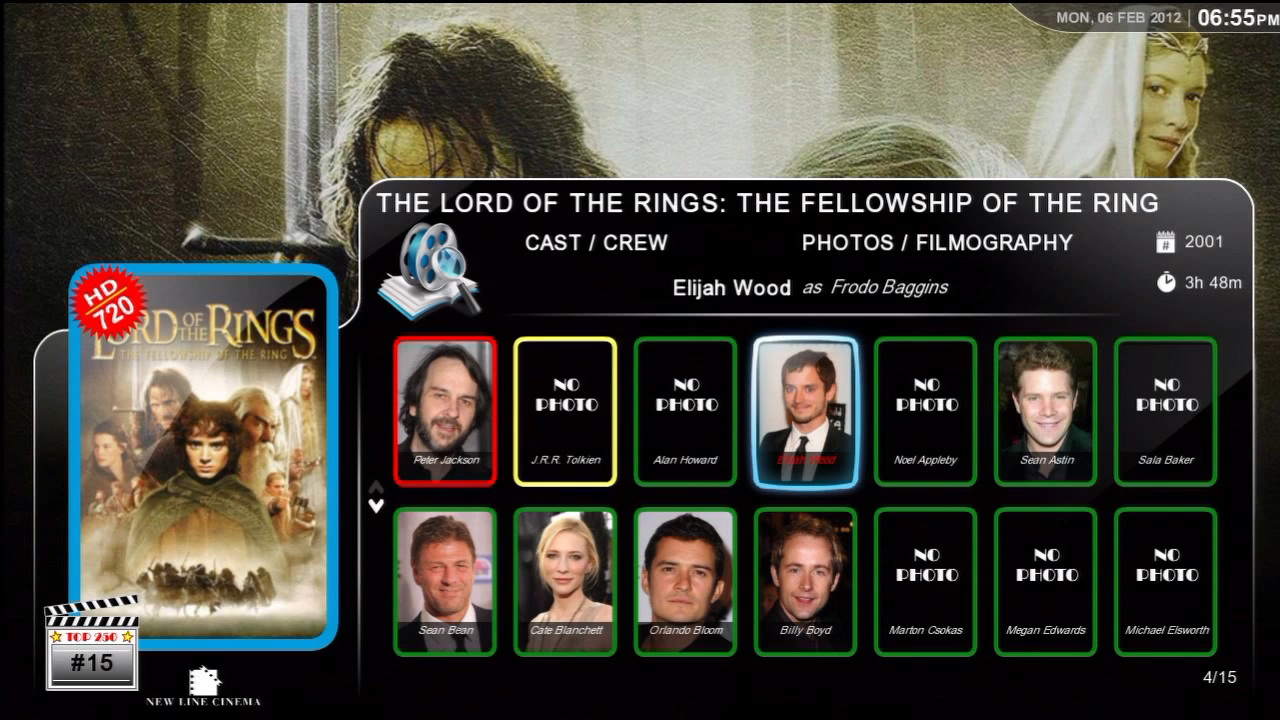 MON, 06 FEB 2012 | 06:55PM
THE LORD OF THE RINGS: THE FELLOWSHIP OF THE RING
CAST / CREW
PHOTOS / FILMOGRAPHY
# 2001
Elijah Wood as Frodo Baggins
3h 48m
HD
720
LORD OF
THE RINGS
THE FELLOWSHIP OF THE RING
NO
PHOTO
NO
PHOTO
NO
PHOTO
NO
PHOTO
Peter Jackson
J.R.R. Tolkien
Alan Howard
Elijah Wood
Noel Appleby
Sean Astin
Sala Baker
NO
PHOTO
NO
PHOTO
NO
PHOTO
Sean Bean
Cate Blanchett
Orlando Bloom
Billy Boyd
Marton Csokas
Megan Edwards
Michael Elsworth
TOP 250
#15
4/15
NEW LINE CINEMA